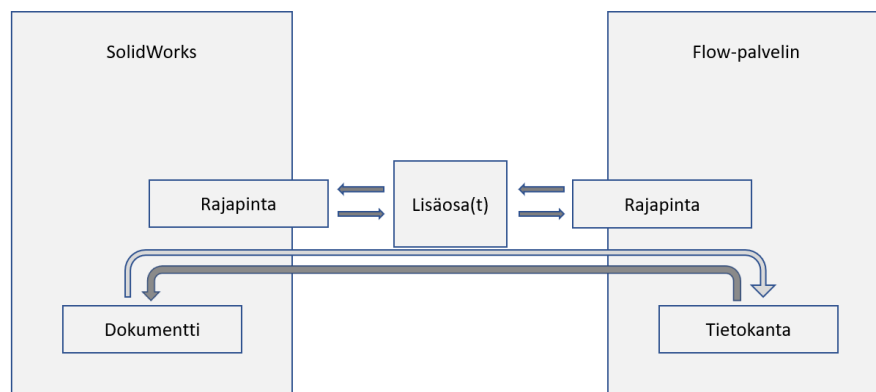 SolidWorks
Flow-palvelin
Rajapinta
Lisäosa(t)
Rajapinta
Dokumentti
Tietokanta